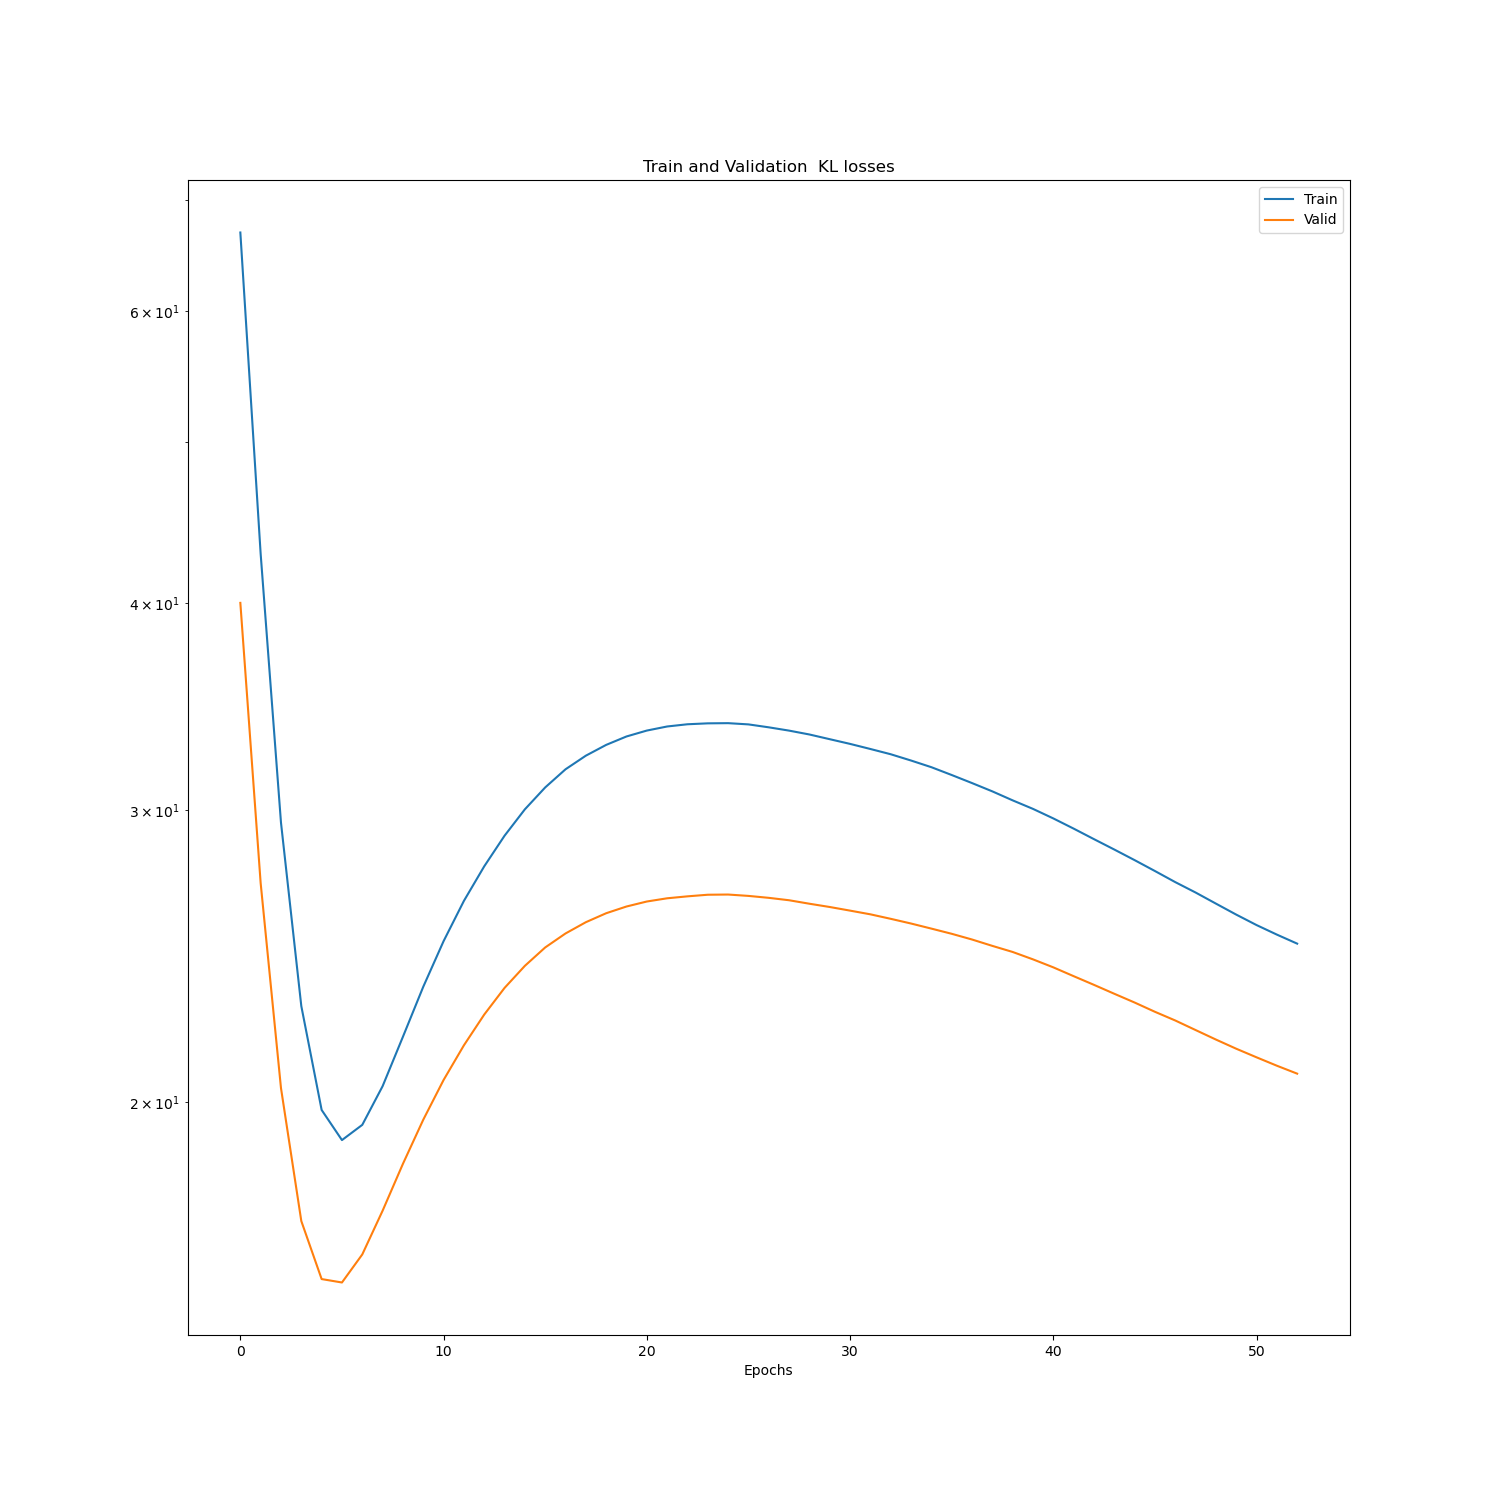 Train and Validation  KL losses
Train
Valid
6 × 10¹
4 × 10¹
3 × 10¹
2 × 10¹
0 10 20 30 40 50
Epochs